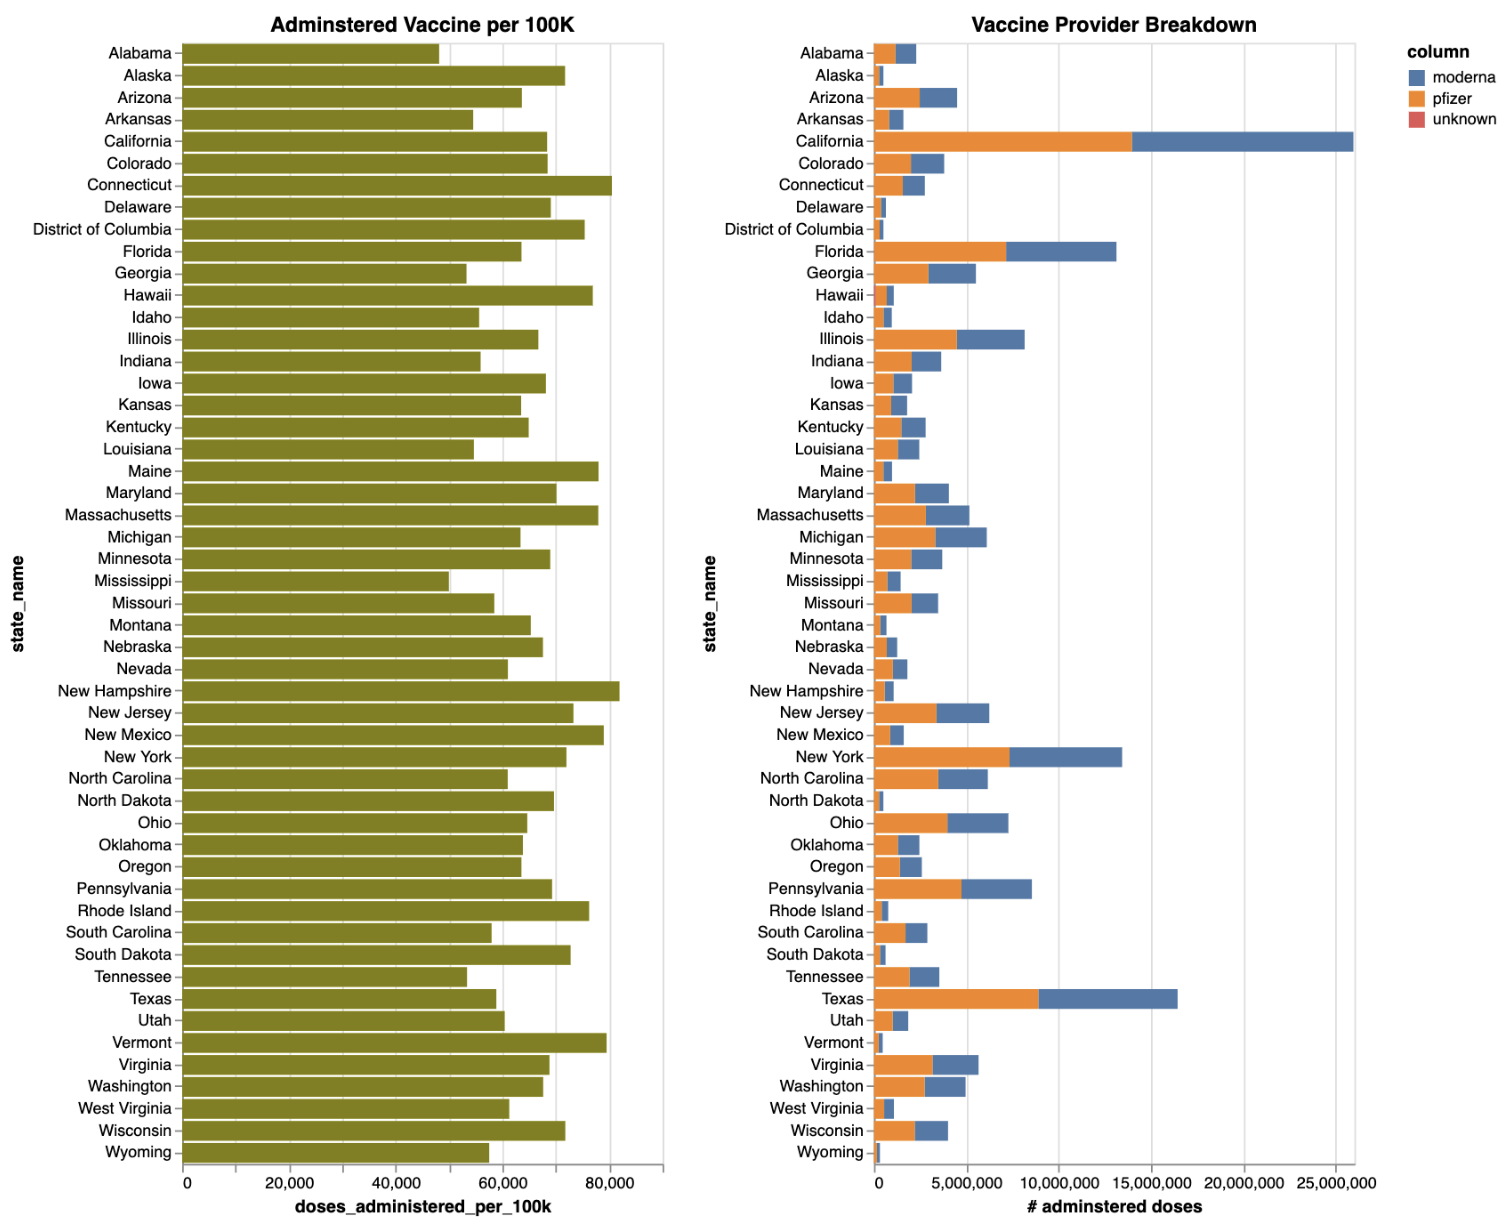 Adminstered Vaccine per 100K
state_name
Alabama
Alaska
Arizona
Arkansas
California
Colorado
Connecticut
Delaware
District of Columbia
Florida
Georgia
Hawaii
Idaho
Illinois
Indiana
Iowa
Kansas
Kentucky
Louisiana
Maine
Maryland
Massachusetts
Michigan
Minnesota
Mississippi
Missouri
Montana
Nebraska
Nevada
New Hampshire
New Jersey
New Mexico
New York
North Carolina
North Dakota
Ohio
Oklahoma
Oregon
Pennsylvania
Rhode Island
South Carolina
South Dakota
Tennessee
Texas
Utah
Vermont
Virginia
Washington
West Virginia
Wisconsin
Wyoming
0 20,000 40,000 60,000 80,000
doses_administered_per_100k
Vaccine Provider Breakdown
state_name
Alabama
Alaska
Arizona
Arkansas
California
Colorado
Connecticut
Delaware
District of Columbia
Florida
Georgia
Hawaii
Idaho
Illinois
Indiana
Iowa
Kansas
Kentucky
Louisiana
Maine
Maryland
Massachusetts
Michigan
Minnesota
Mississippi
Missouri
Montana
Nebraska
Nevada
New Hampshire
New Jersey
New Mexico
New York
North Carolina
North Dakota
Ohio
Oklahoma
Oregon
Pennsylvania
Rhode Island
South Carolina
South Dakota
Tennessee
Texas
Utah
Vermont
Virginia
Washington
West Virginia
Wisconsin
Wyoming
0 5,000,000 10,000,000 15,000,000 20,000,000 25,000,000
# adminstered doses
column
moderna
pfizer
unknown